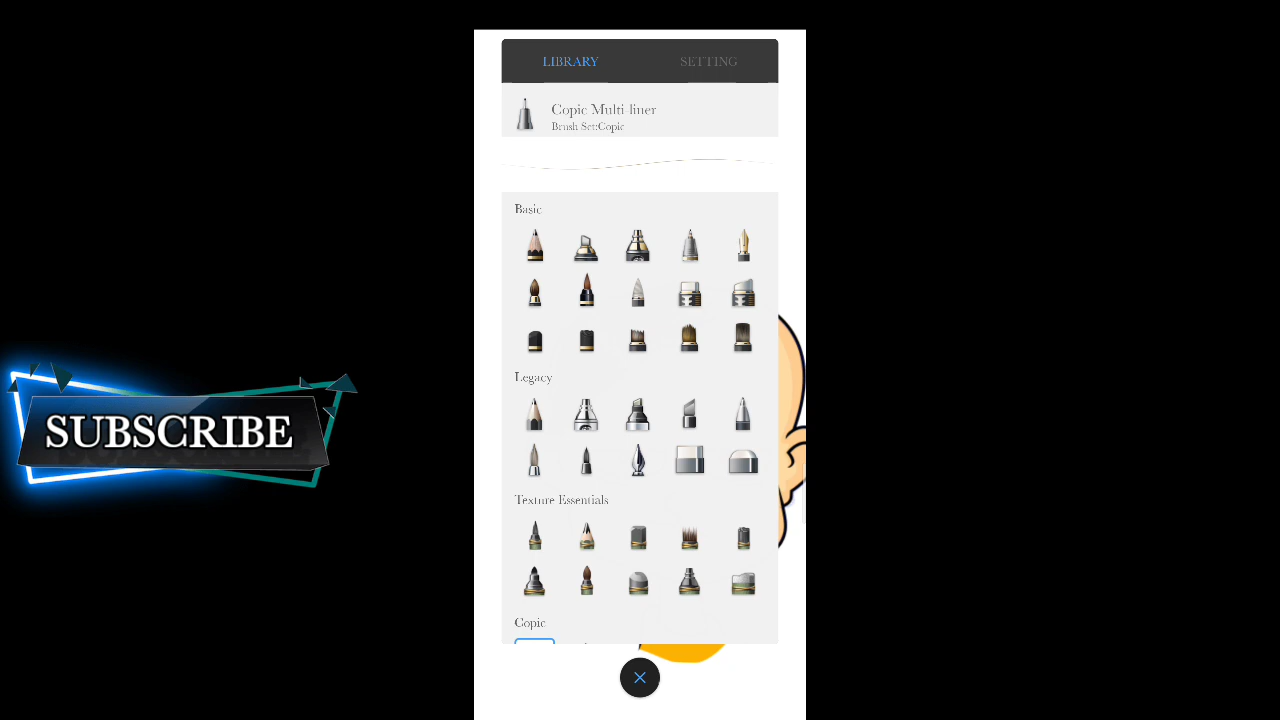 LIBRARY SETTING
Copic Multi-liner
Brush Set:Copic
Basic
Legacy
SUBSCRIBE
Texture Essentials
Copic